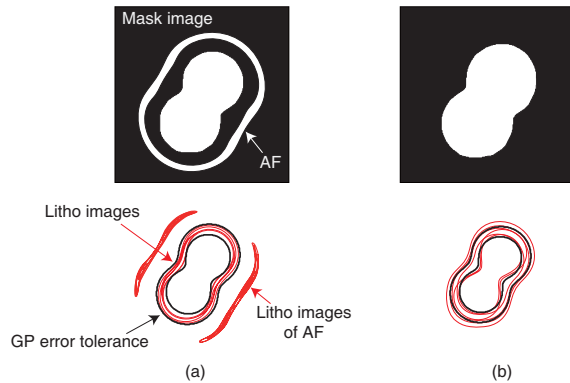 Mask image
AF
Litho images
GP error tolerance
Litho images
of AF
(a)
(b)